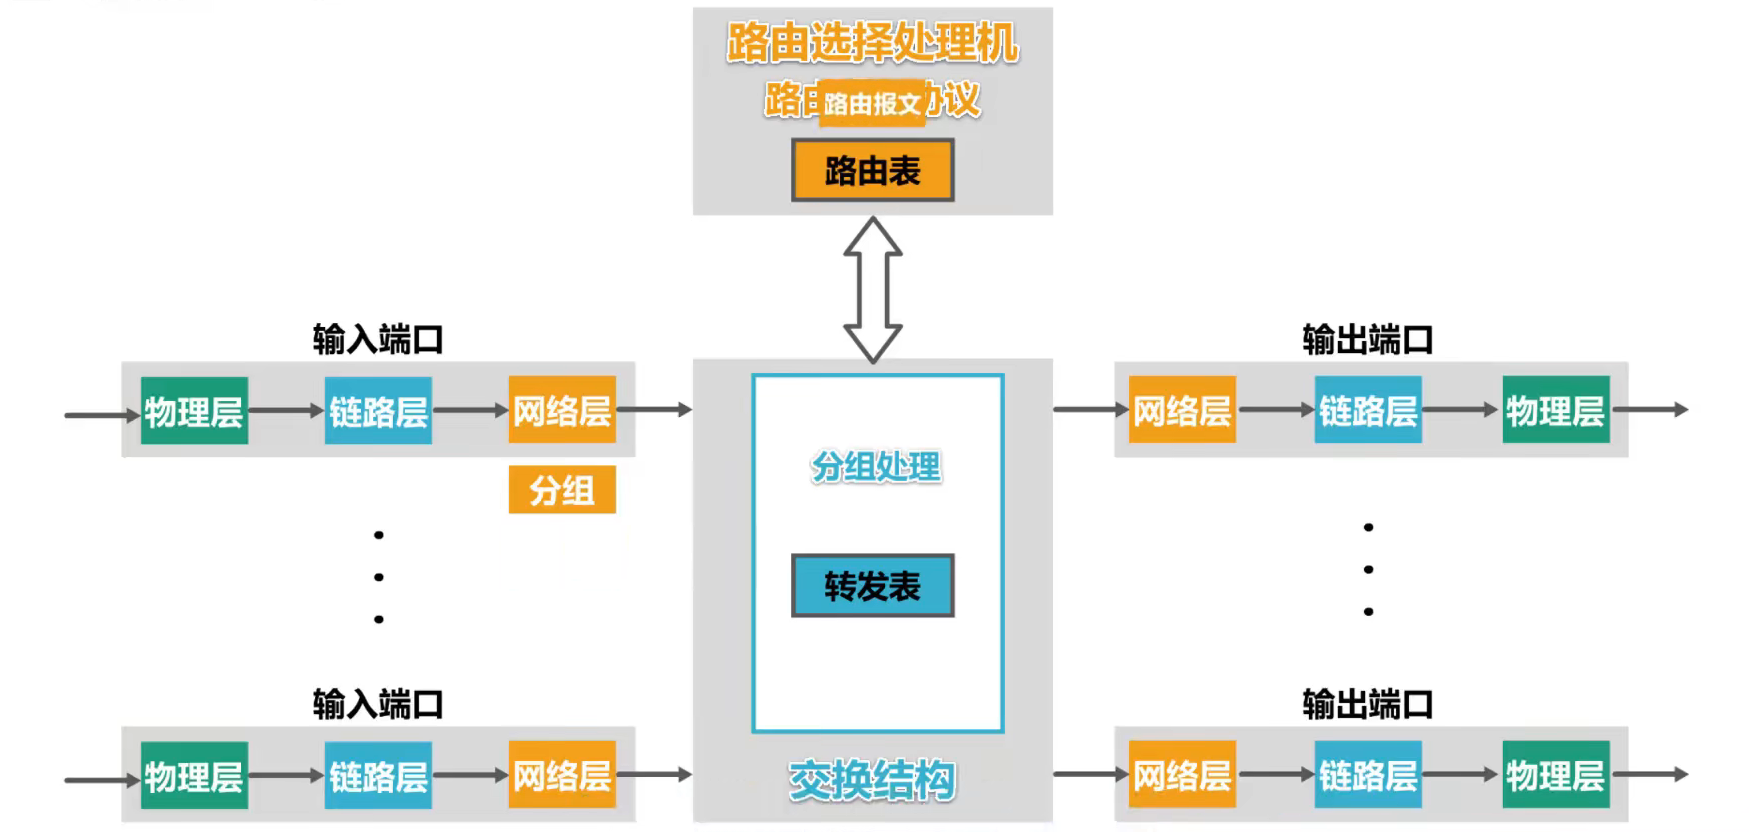 路由选择处理机
路由 协议
路由报文
路由表
输入端口
输出端口
物理层 链路层 网络层
网络层 链路层 物理层
分组处理
分组
转发表
输入端口
输出端口
物理层 链路层 网络层
网络层 链路层 物理层
交换结构